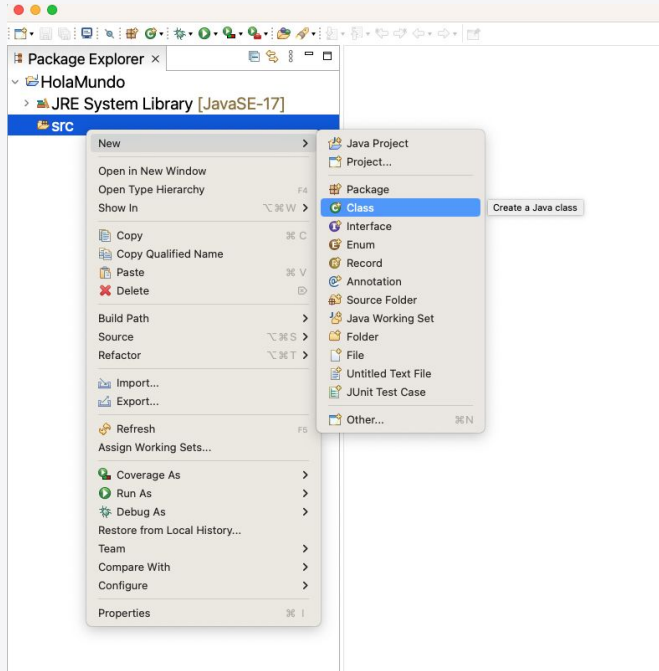 Package Explorer ×
HolaMundo
JRE System Library [JavaSE-17]
src
New
Open in New Window
Open Type Hierarchy F4
Show In ⌥⌘W
Copy ⌘C
Copy Qualified Name
Paste ⌘V
Delete ⌦
Build Path
Source ⌥⌘S
Refactor ⌥⌘T
Import...
Export...
Refresh F5
Assign Working Sets...
Coverage As
Run As
Debug As
Restore from Local History...
Team
Compare With
Configure
Properties ⌘I
Java Project
Project...
Package
Class
Interface
Enum
Record
Annotation
Source Folder
Java Working Set
Folder
File
Untitled Text File
JUnit Test Case
Other... ⌘N
Create a Java class